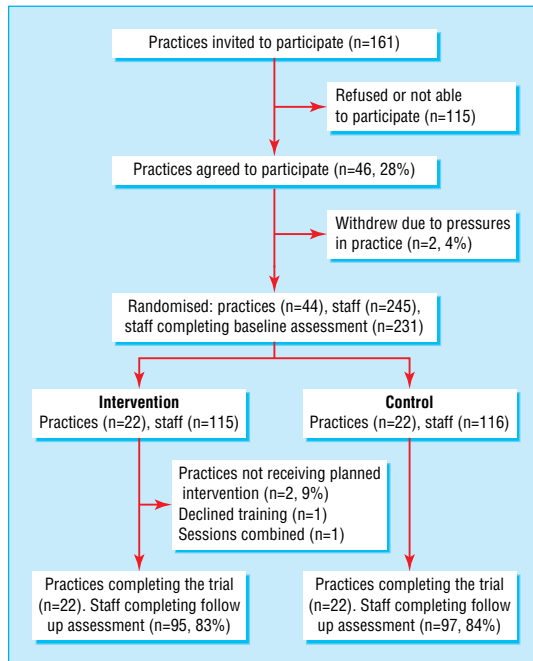 Practices invited to participate (n=161)
Refused or not able
to participate (n=115)
Practices agreed to participate (n=46, 28%)
Withdrew due to pressures
in practice (n=2, 4%)
Randomised: practices (n=44), staff (n=245),
staff completing baseline assessment (n=231)
Intervention
Practices (n=22), staff (n=115)
Control
Practices (n=22), staff (n=116)
Practices not receiving planned
intervention (n=2, 9%)
Declined training (n=1)
Sessions combined (n=1)
Practices completing the trial
(n=22). Staff completing follow
up assessment (n=95, 83%)
Practices completing the trial
(n=22). Staff completing follow
up assessment (n=97, 84%)